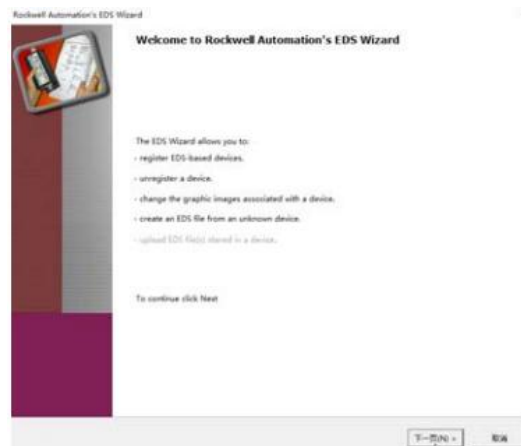 Rockwell Automation's EDS Wizard
Welcome to Rockwell Automation's EDS Wizard
The EDS Wizard allows you to:
- register EDS-based devices.
- unregister a device.
- change the graphic images associated with a device.
- create an EDS file from an unknown device.
- upload EDS file(s) stored in a device.
To continue click Next
下一页(N) >
取消